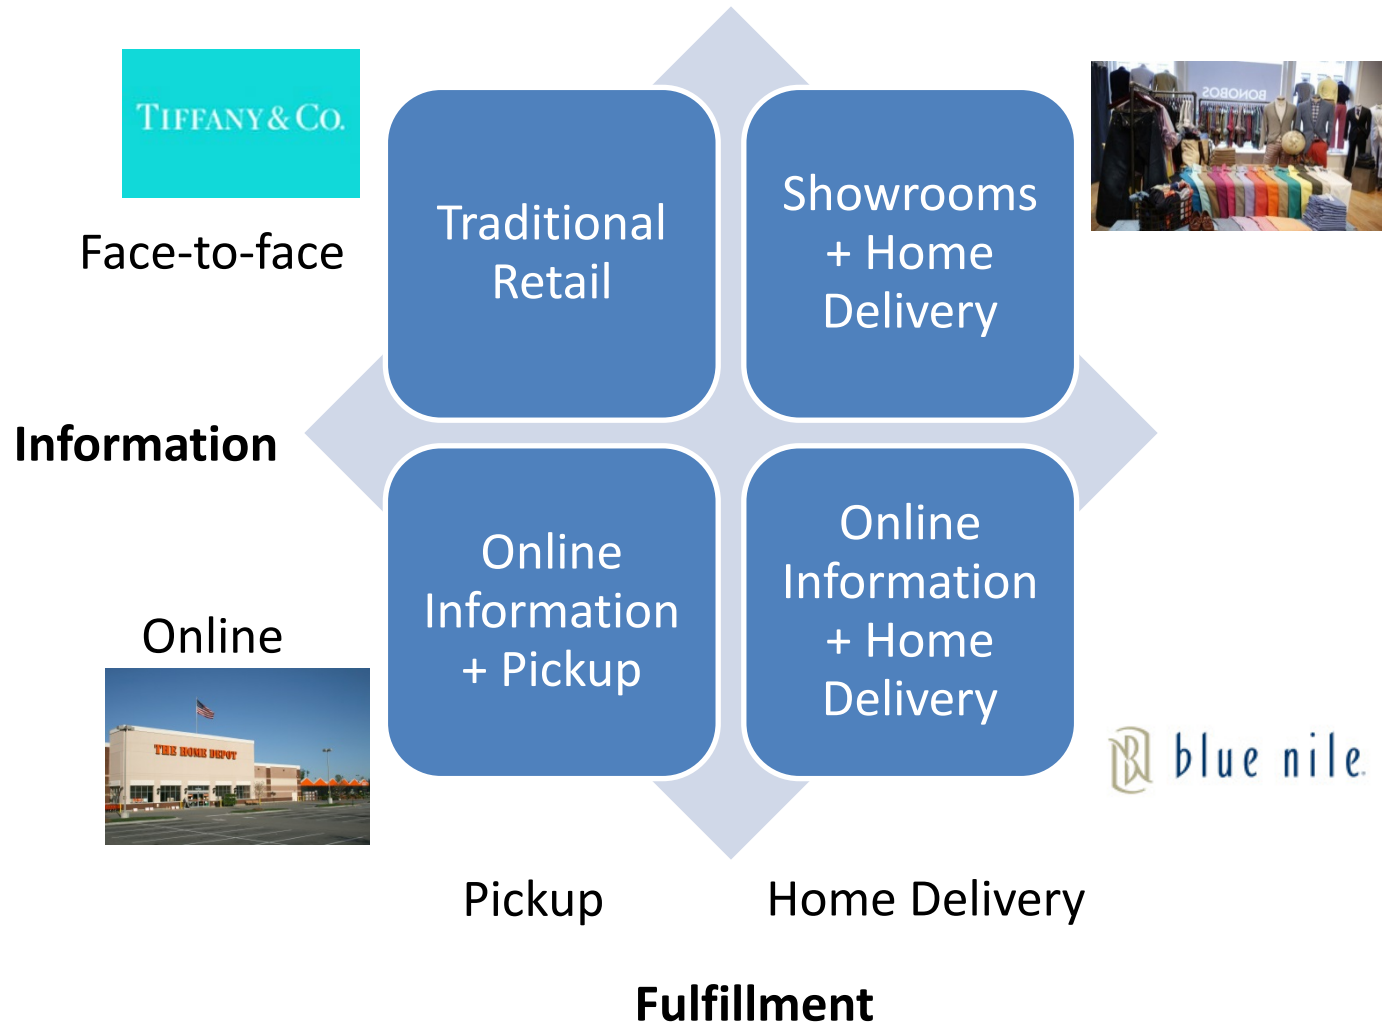 TIFFANY & CO.
Face-to-face
Traditional
Retail
Showrooms
+ Home
Delivery
BONOBOS
Information
Online
Information
+ Pickup
Online
Information
+ Home
Delivery
Online
THE HOME DEPOT
BN blue nile
Pickup
Home Delivery
Fulfillment